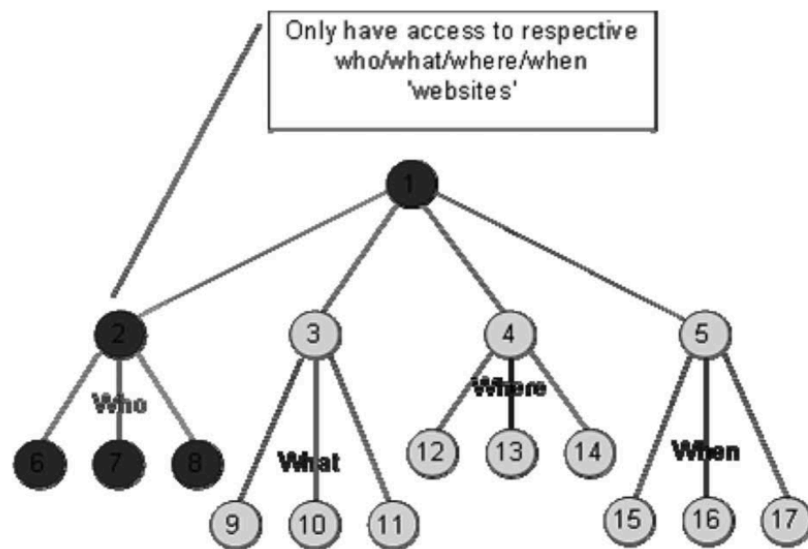 Only have access to respective
who/what/where/when
'websites'
1
2
3
4
5
Who
Where
12
13
14
6
7
8
What
When
9
10
11
15
16
17